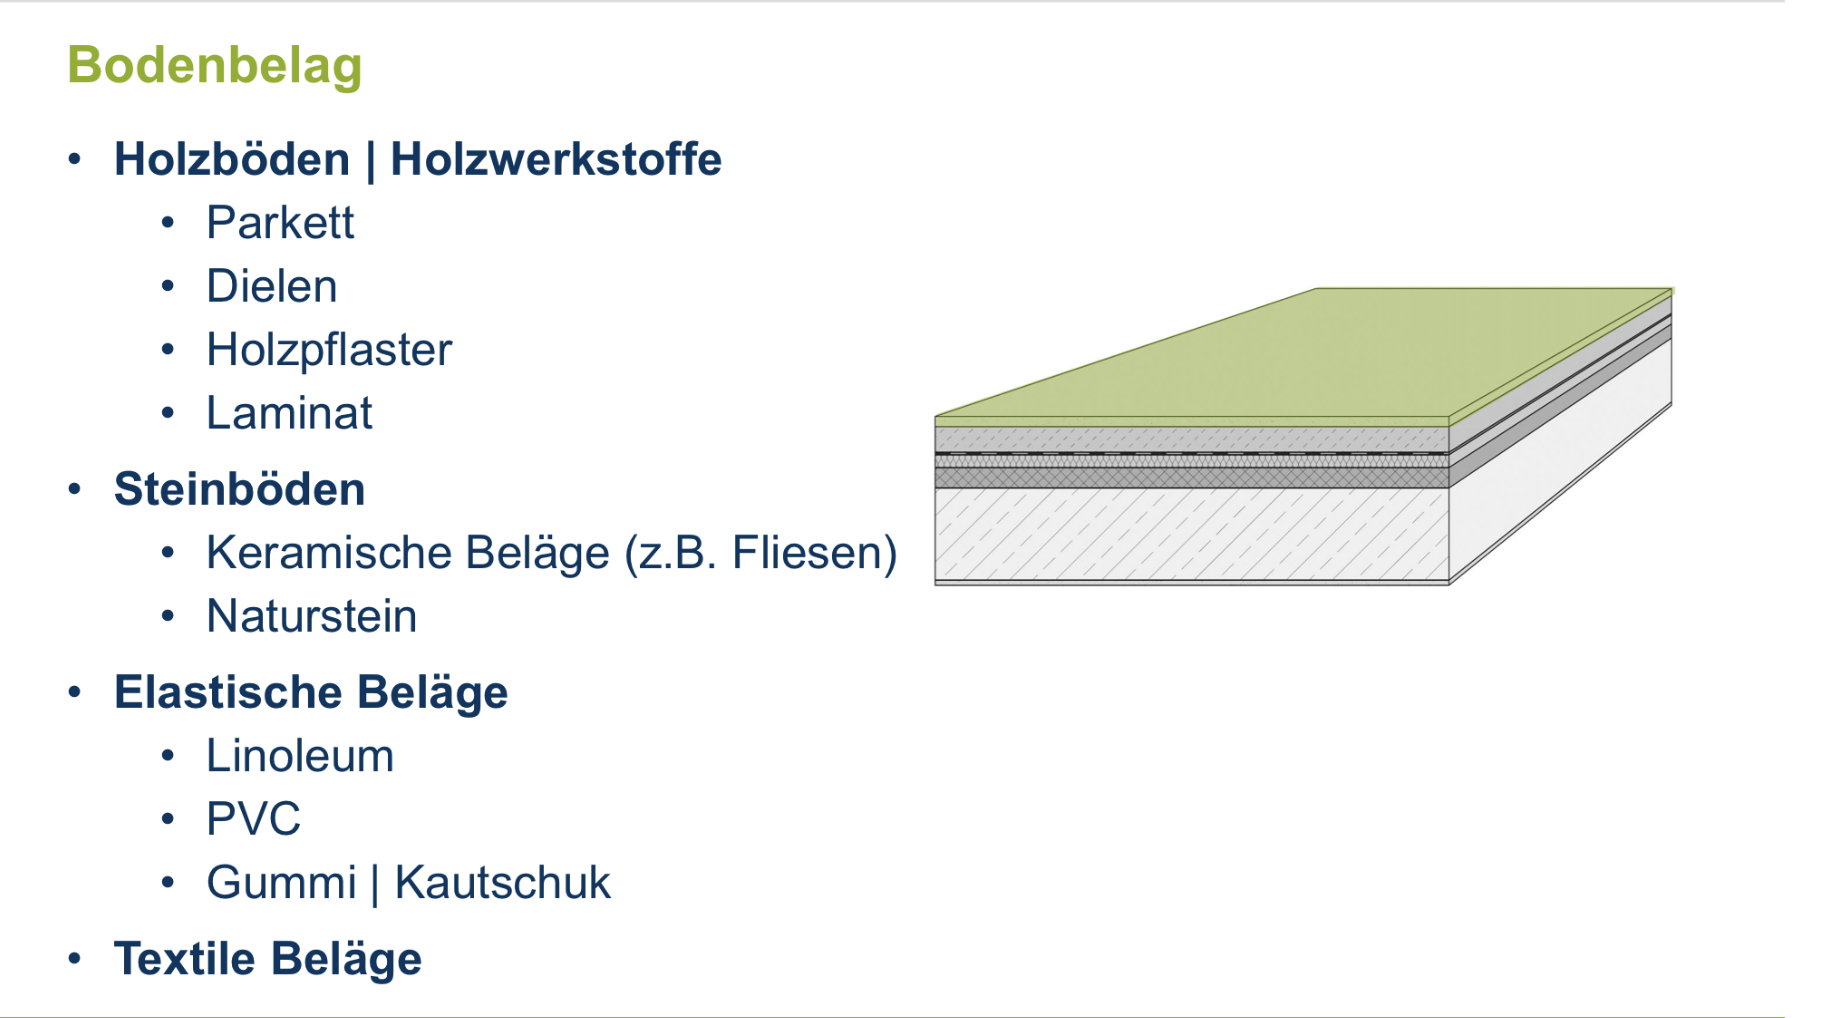 Bodenbelag
• Holzböden | Holzwerkstoffe
• Parkett
• Dielen
• Holzpflaster
• Laminat
• Steinböden
• Keramische Beläge (z.B. Fliesen)
• Naturstein
• Elastische Beläge
• Linoleum
• PVC
• Gummi | Kautschuk
• Textile Beläge